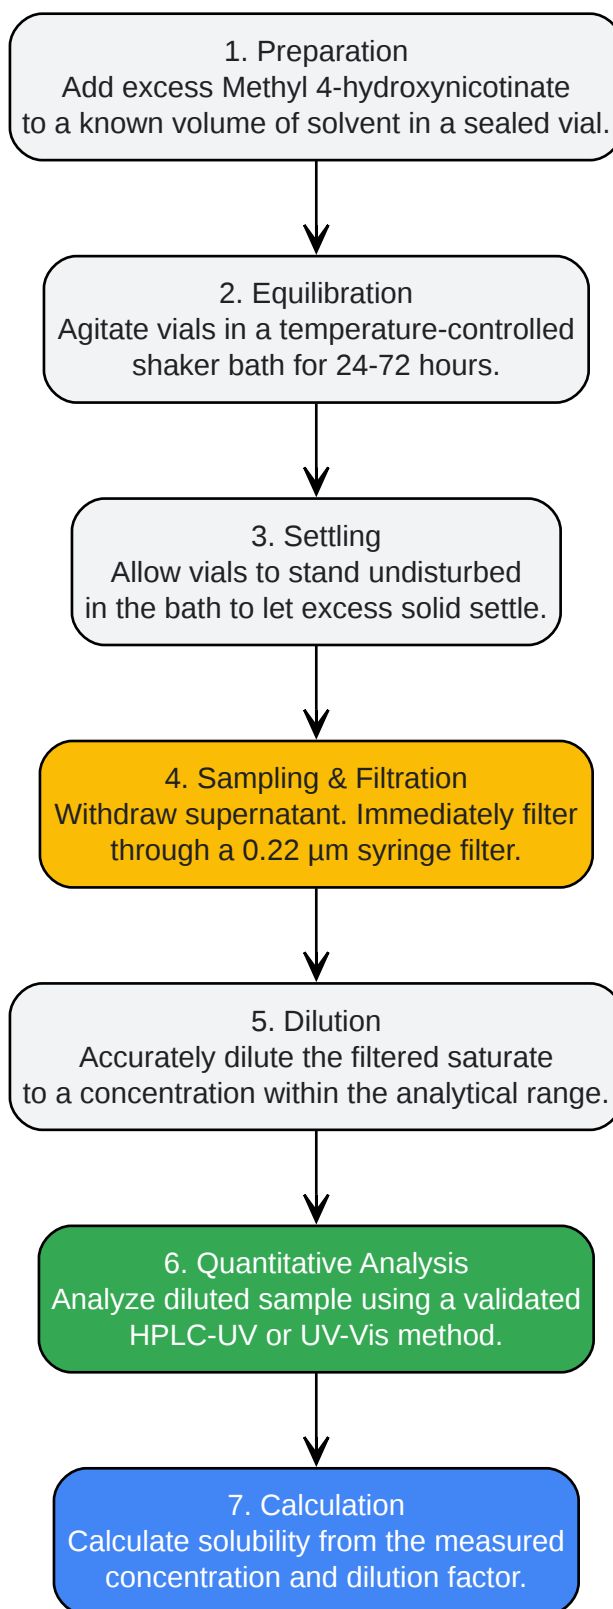 1. Preparation
Add excess Methyl 4-hydroxynicotinate
to a known volume of solvent in a sealed vial.
2. Equilibration
Agitate vials in a temperature-controlled
shaker bath for 24-72 hours.
3. Settling
Allow vials to stand undisturbed
in the bath to let excess solid settle.
4. Sampling & Filtration
Withdraw supernatant. Immediately filter
through a 0.22 µm syringe filter.
5. Dilution
Accurately dilute the filtered saturate
to a concentration within the analytical range.
6. Quantitative Analysis
Analyze diluted sample using a validated
HPLC-UV or UV-Vis method.
7. Calculation
Calculate solubility from the measured
concentration and dilution factor.